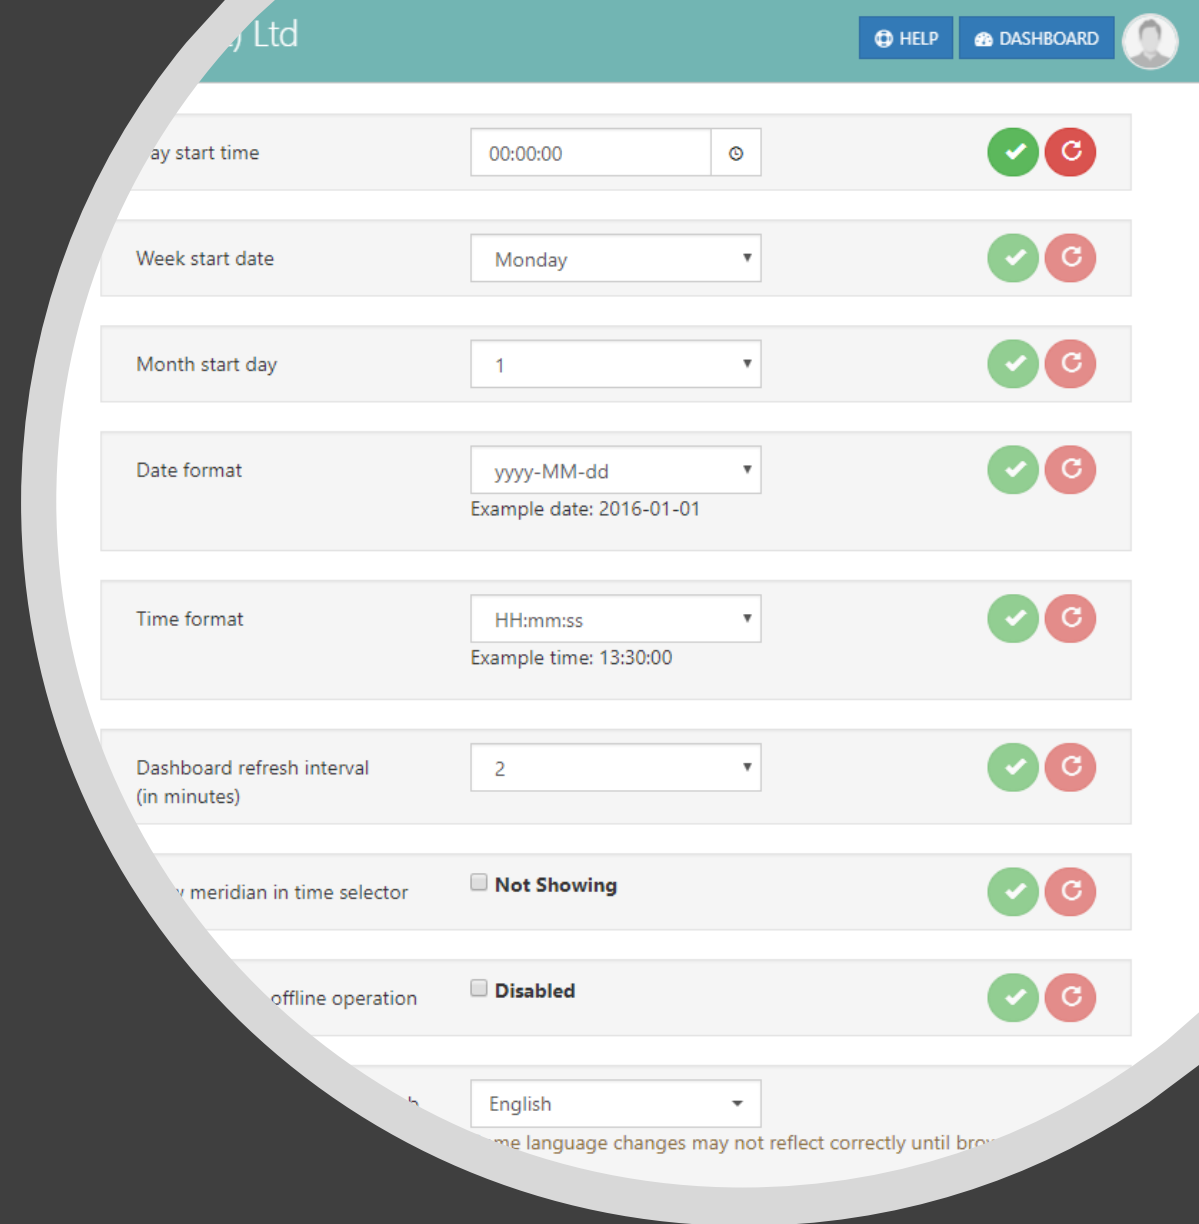 Ltd
HELP
DASHBOARD
start time
00:00:00
Week start date
Monday
Month start day
1
Date format
yyyy-MM-dd
Example date: 2016-01-01
Time format
HH:mm:ss
Example time: 13:30:00
Dashboard refresh interval
(in minutes)
2
meridian in time selector
Not Showing
offline operation
Disabled
English
language changes may not reflect correctly until